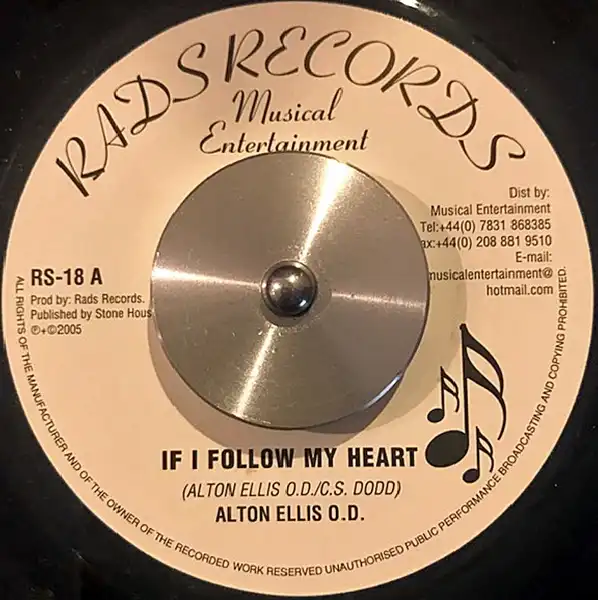 RADS RECORDS
Musical
Entertainment
Dist by:
Musical Entertainment
Tel:+44(0) 7831 868385
ax:+44(0) 208 881 9510
E-mail:
musicalentertainment@
hotmail.com
RS-18 A
Prod by: Rads Records.
Published by Stone Hous
℗+©2005
IF I FOLLOW MY HEART
(ALTON ELLIS O.D./C.S. DODD)
ALTON ELLIS O.D.
ALL RIGHTS OF THE MANUFACTURER AND OF THE OWNER OF THE RECORDED WORK RESERVED UNAUTHORISED PUBLIC PERFORMANCE BROADCASTING AND COPYING PROHIBITED.